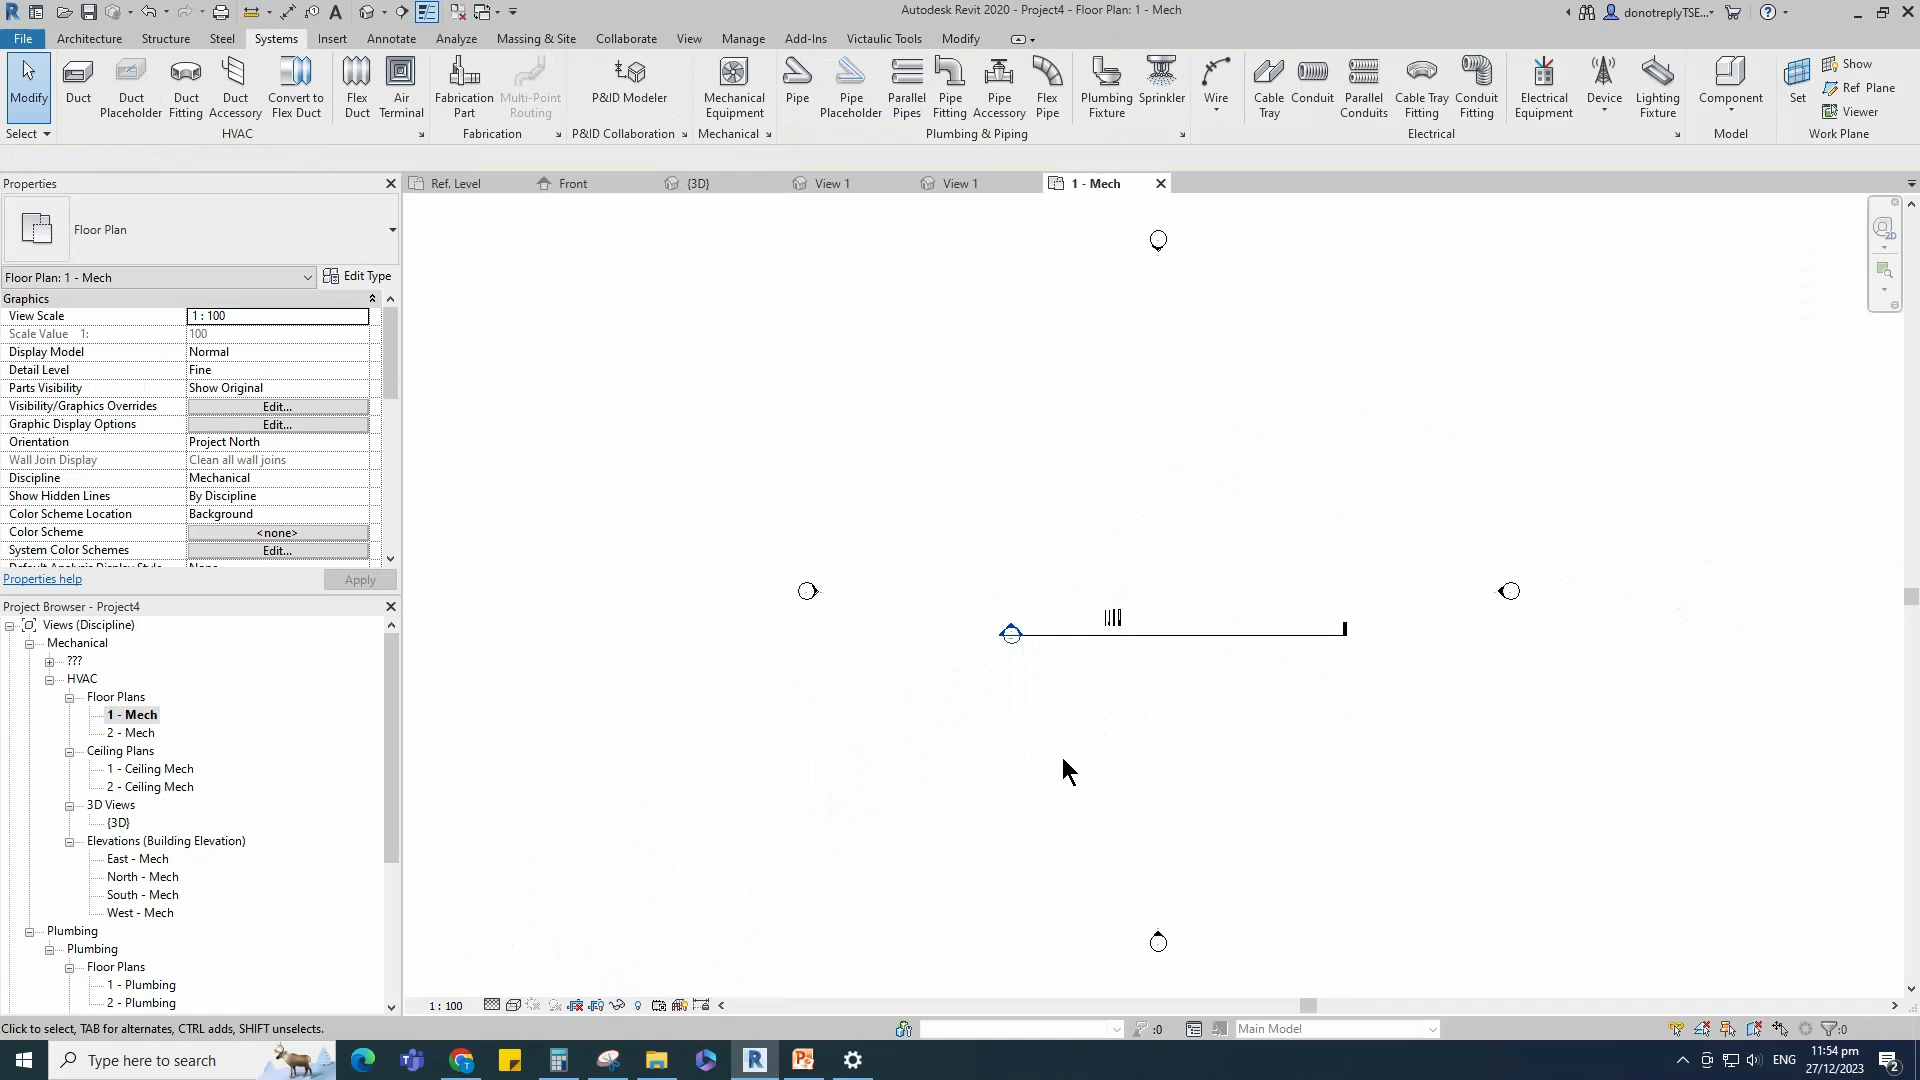 Autodesk Revit 2020 - Project4 - Floor Plan: 1 - Mech
donotreplyTSE...
File Architecture Structure Steel Systems Insert Annotate Analyze Massing & Site Collaborate View Manage Add-Ins Victaulic Tools Modify
Modify
Duct
Duct Placeholder
Duct Fitting
Duct Accessory
Convert to Flex Duct
Flex Duct
Air Terminal
Fabrication Part
Multi-Point Routing
P&ID Modeler
Mechanical Equipment
Pipe
Pipe Placeholder
Parallel Pipes
Pipe Fitting
Pipe Accessory
Flex Pipe
Plumbing Fixture
Sprinkler
Wire
Cable Tray
Conduit
Parallel Conduits
Cable Tray Fitting
Conduit Fitting
Electrical Equipment
Device
Lighting Fixture
Component
Set
Show
Ref Plane
Viewer
Select HVAC Fabrication P&ID Collaboration Mechanical Plumbing & Piping Electrical Model Work Plane
Properties
Ref. Level Front {3D} View 1 View 1 1 - Mech
Floor Plan
Floor Plan: 1 - Mech Edit Type
Graphics
View Scale 1 : 100
Scale Value 1: 100
Display Model Normal
Detail Level Fine
Parts Visibility Show Original
Visibility/Graphics Overrides Edit...
Graphic Display Options Edit...
Orientation Project North
Wall Join Display Clean all wall joins
Discipline Mechanical
Show Hidden Lines By Discipline
Color Scheme Location Background
Color Scheme <none>
System Color Schemes Edit...
Default Analysis Display Style None
Properties help Apply
Project Browser - Project4
Views (Discipline)
Mechanical
???
HVAC
Floor Plans
1 - Mech
2 - Mech
Ceiling Plans
1 - Ceiling Mech
2 - Ceiling Mech
3D Views
{3D}
Elevations (Building Elevation)
East - Mech
North - Mech
South - Mech
West - Mech
Plumbing
Plumbing
Floor Plans
1 - Plumbing
2 - Plumbing
1 : 100
Click to select, TAB for alternates, CTRL adds, SHIFT unselects.
:0
Main Model
:0
Type here to search
ENG
11:54 pm
27/12/2023
2